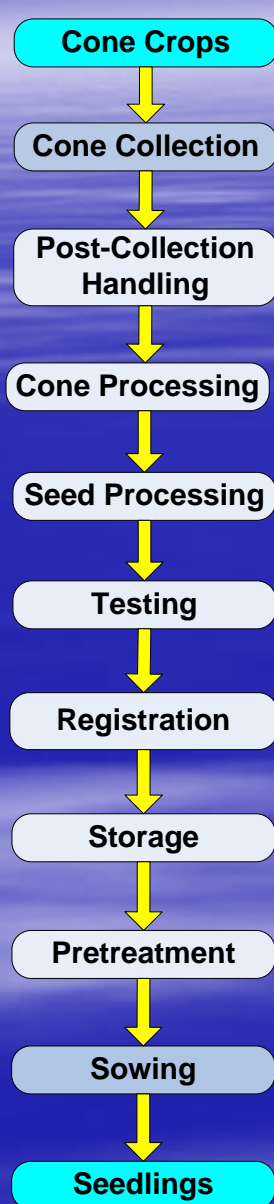 Cone Crops
Cone Collection
Post-Collection
Handling
Cone Processing
Seed Processing
Testing
Registration
Storage
Pretreatment
Sowing
Seedlings